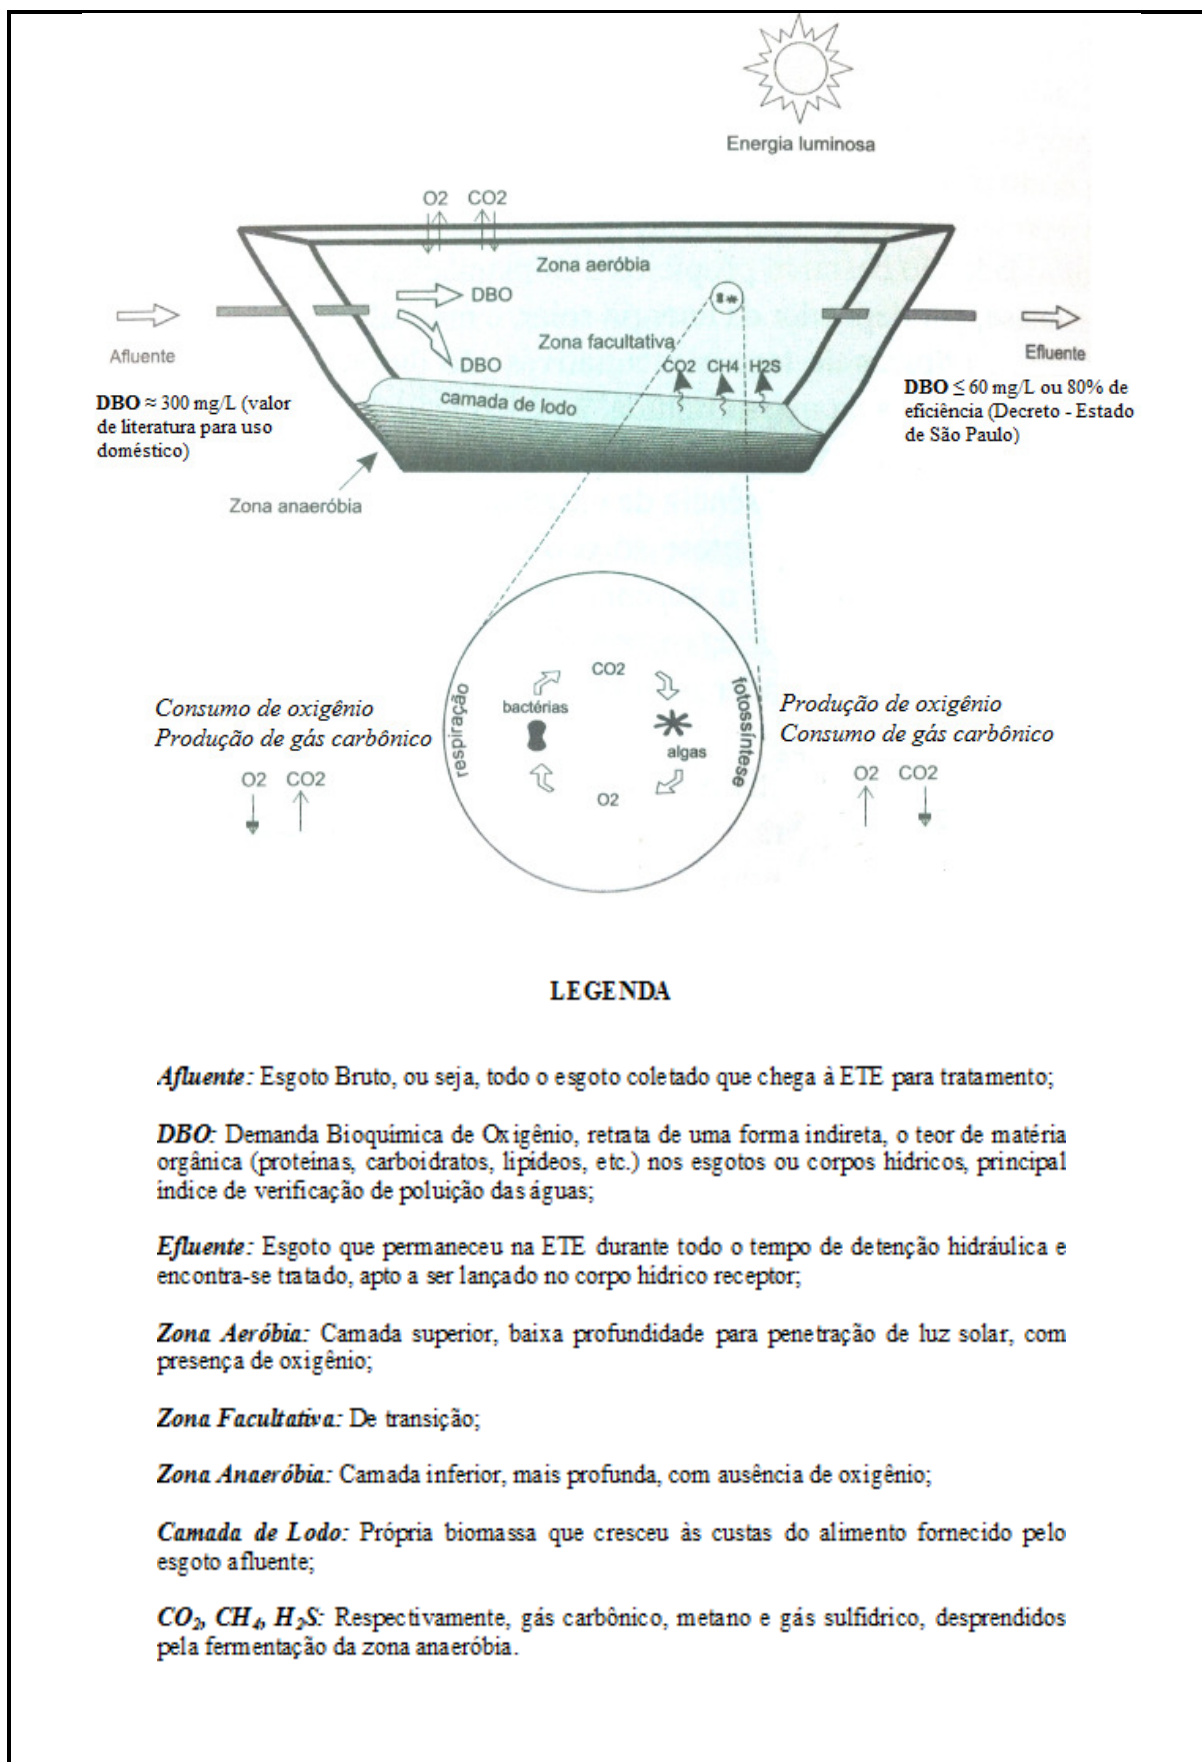 Energia luminosa
O2 CO2
Zona aeróbia
DBO
Afluente
Zona facultativa
DBO
CO2 CH4 H2S
Efluente
camada de lodo
DBO ≈ 300 mg/L (valor
de literatura para uso
doméstico)
DBO ≤ 60 mg/L ou 80% de
eficiência (Decreto - Estado
de São Paulo)
Zona anaeróbia
Consumo de oxigênio
Produção de gás carbônico
O2 CO2
respiração
bactérias
CO2
algas
O2
fotossíntese
Produção de oxigênio
Consumo de gás carbônico
O2 CO2
LEGENDA
Afluente: Esgoto Bruto, ou seja, todo o esgoto coletado que chega à ETE para tratamento;
DBO: Demanda Bioquímica de Oxigênio, retrata de uma forma indireta, o teor de matéria
orgânica (proteínas, carboidratos, lipídeos, etc.) nos esgotos ou corpos hídricos, principal
índice de verificação de poluição das águas;
Efluente: Esgoto que permaneceu na ETE durante todo o tempo de detenção hidráulica e
encontra-se tratado, apto a ser lançado no corpo hídrico receptor;
Zona Aeróbia: Camada superior, baixa profundidade para penetração de luz solar, com
presença de oxigênio;
Zona Facultativa: De transição;
Zona Anaeróbia: Camada inferior, mais profunda, com ausência de oxigênio;
Camada de Lodo: Própria biomassa que cresceu às custas do alimento fornecido pelo
esgoto afluente;
CO₂, CH₄, H₂S: Respectivamente, gás carbônico, metano e gás sulfídrico, desprendidos
pela fermentação da zona anaeróbia.